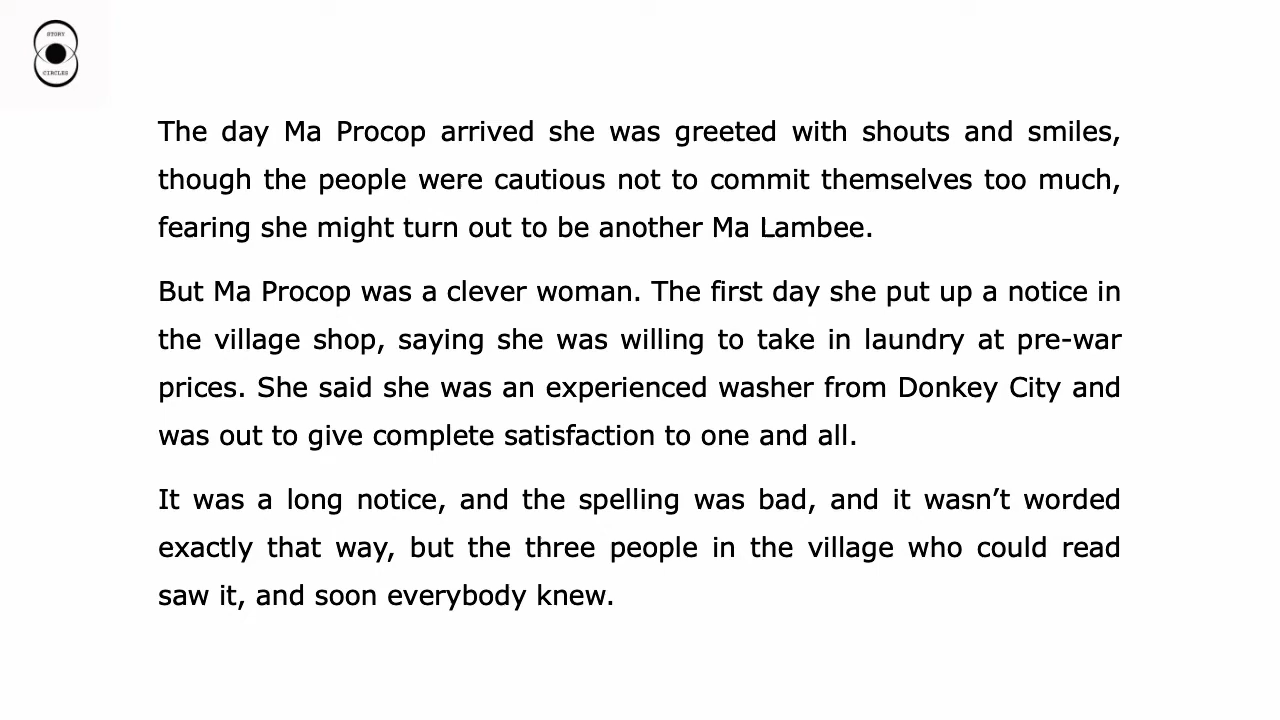 STORY
CIRCLES
The day Ma Procop arrived she was greeted with shouts and smiles,
though the people were cautious not to commit themselves too much,
fearing she might turn out to be another Ma Lambee.
But Ma Procop was a clever woman. The first day she put up a notice in
the village shop, saying she was willing to take in laundry at pre-war
prices. She said she was an experienced washer from Donkey City and
was out to give complete satisfaction to one and all.
It was a long notice, and the spelling was bad, and it wasn’t worded
exactly that way, but the three people in the village who could read
saw it, and soon everybody knew.